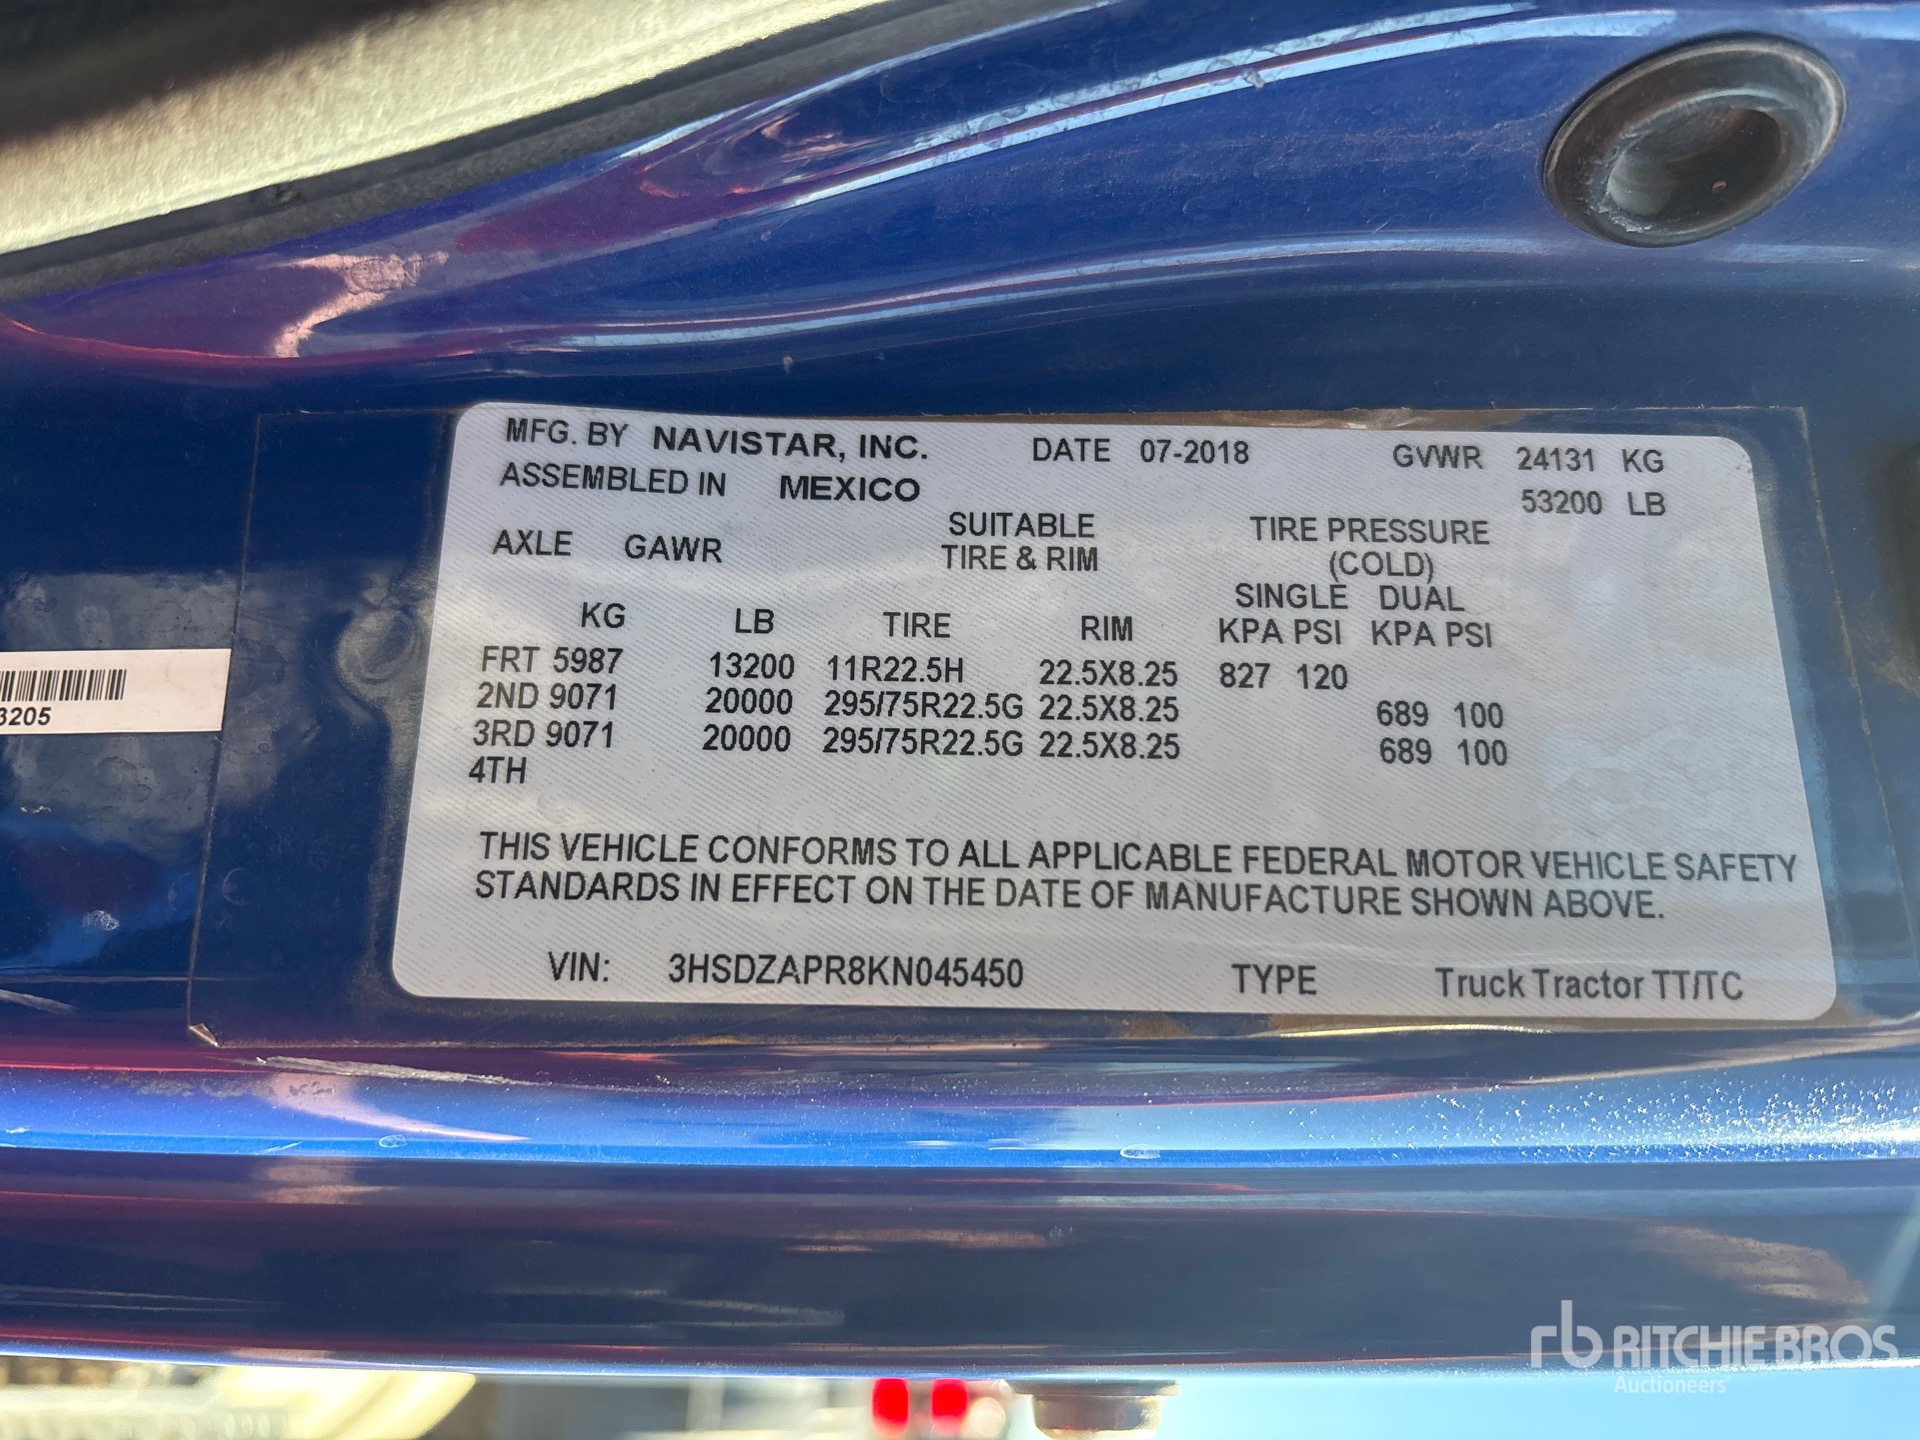 MFG. BY NAVISTAR, INC. DATE 07-2018 GVWR 24131 KG
ASSEMBLED IN MEXICO 53200 LB
AXLE GAWR SUITABLE TIRE & RIM TIRE PRESSURE (COLD)
SINGLE DUAL
KG LB TIRE RIM KPA PSI KPA PSI
FRT 5987 13200 11R22.5H 22.5X8.25 827 120
2ND 9071 20000 295/75R22.5G 22.5X8.25 689 100
3RD 9071 20000 295/75R22.5G 22.5X8.25 689 100
4TH
THIS VEHICLE CONFORMS TO ALL APPLICABLE FEDERAL MOTOR VEHICLE SAFETY
STANDARDS IN EFFECT ON THE DATE OF MANUFACTURE SHOWN ABOVE.
VIN: 3HSDZAPR8KN045450 TYPE Truck Tractor TT/TC
3205
rb RITCHIE BROS
Auctioneers